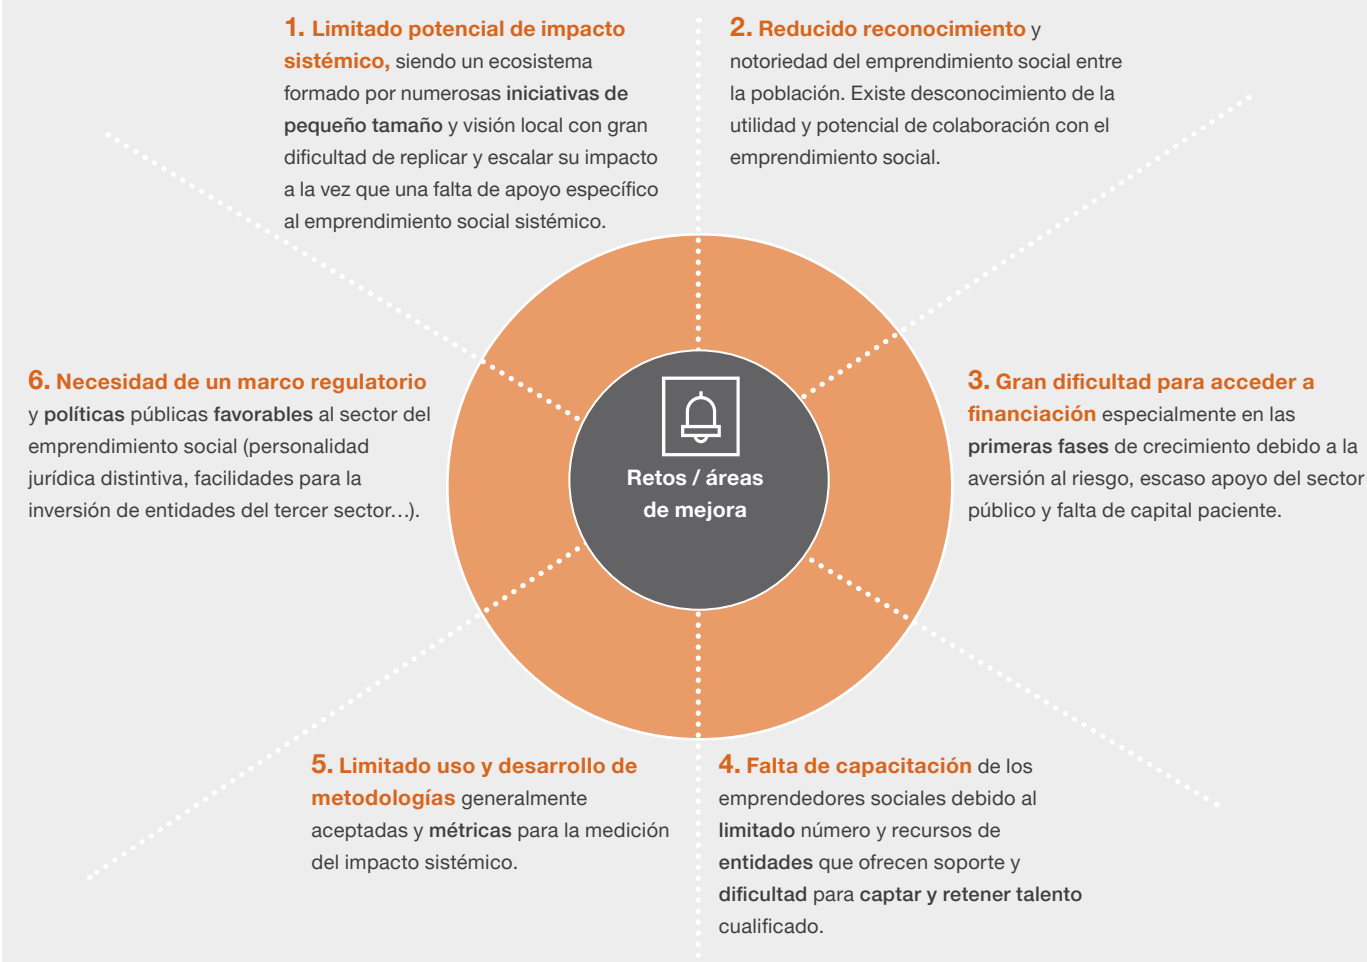 1. Limitado potencial de impacto
sistémico, siendo un ecosistema
formado por numerosas iniciativas de
pequeño tamaño y visión local con gran
dificultad de replicar y escalar su impacto
a la vez que una falta de apoyo específico
al emprendimiento social sistémico.
2. Reducido reconocimiento y
notoriedad del emprendimiento social entre
la población. Existe desconocimiento de la
utilidad y potencial de colaboración con el
emprendimiento social.
3. Gran dificultad para acceder a
financiación especialmente en las
primeras fases de crecimiento debido a la
aversión al riesgo, escaso apoyo del sector
público y falta de capital paciente.
4. Falta de capacitación de los
emprendedores sociales debido al
limitado número y recursos de
entidades que ofrecen soporte y
dificultad para captar y retener talento
cualificado.
5. Limitado uso y desarrollo de
metodologías generalmente
aceptadas y métricas para la medición
del impacto sistémico.
6. Necesidad de un marco regulatorio
y políticas públicas favorables al sector del
emprendimiento social (personalidad
jurídica distintiva, facilidades para la
inversión de entidades del tercer sector…).
Retos / áreas
de mejora